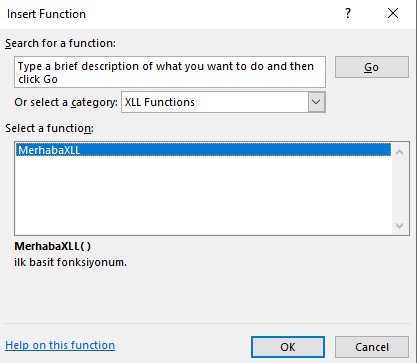 Insert Function
? ×
Search for a function:
Type a brief description of what you want to do and then
click Go
Go
Or select a category: XLL Functions
Select a function:
MerhabaXLL
MerhabaXLL( )
ilk basit fonksiyonum.
Help on this function
OK
Cancel